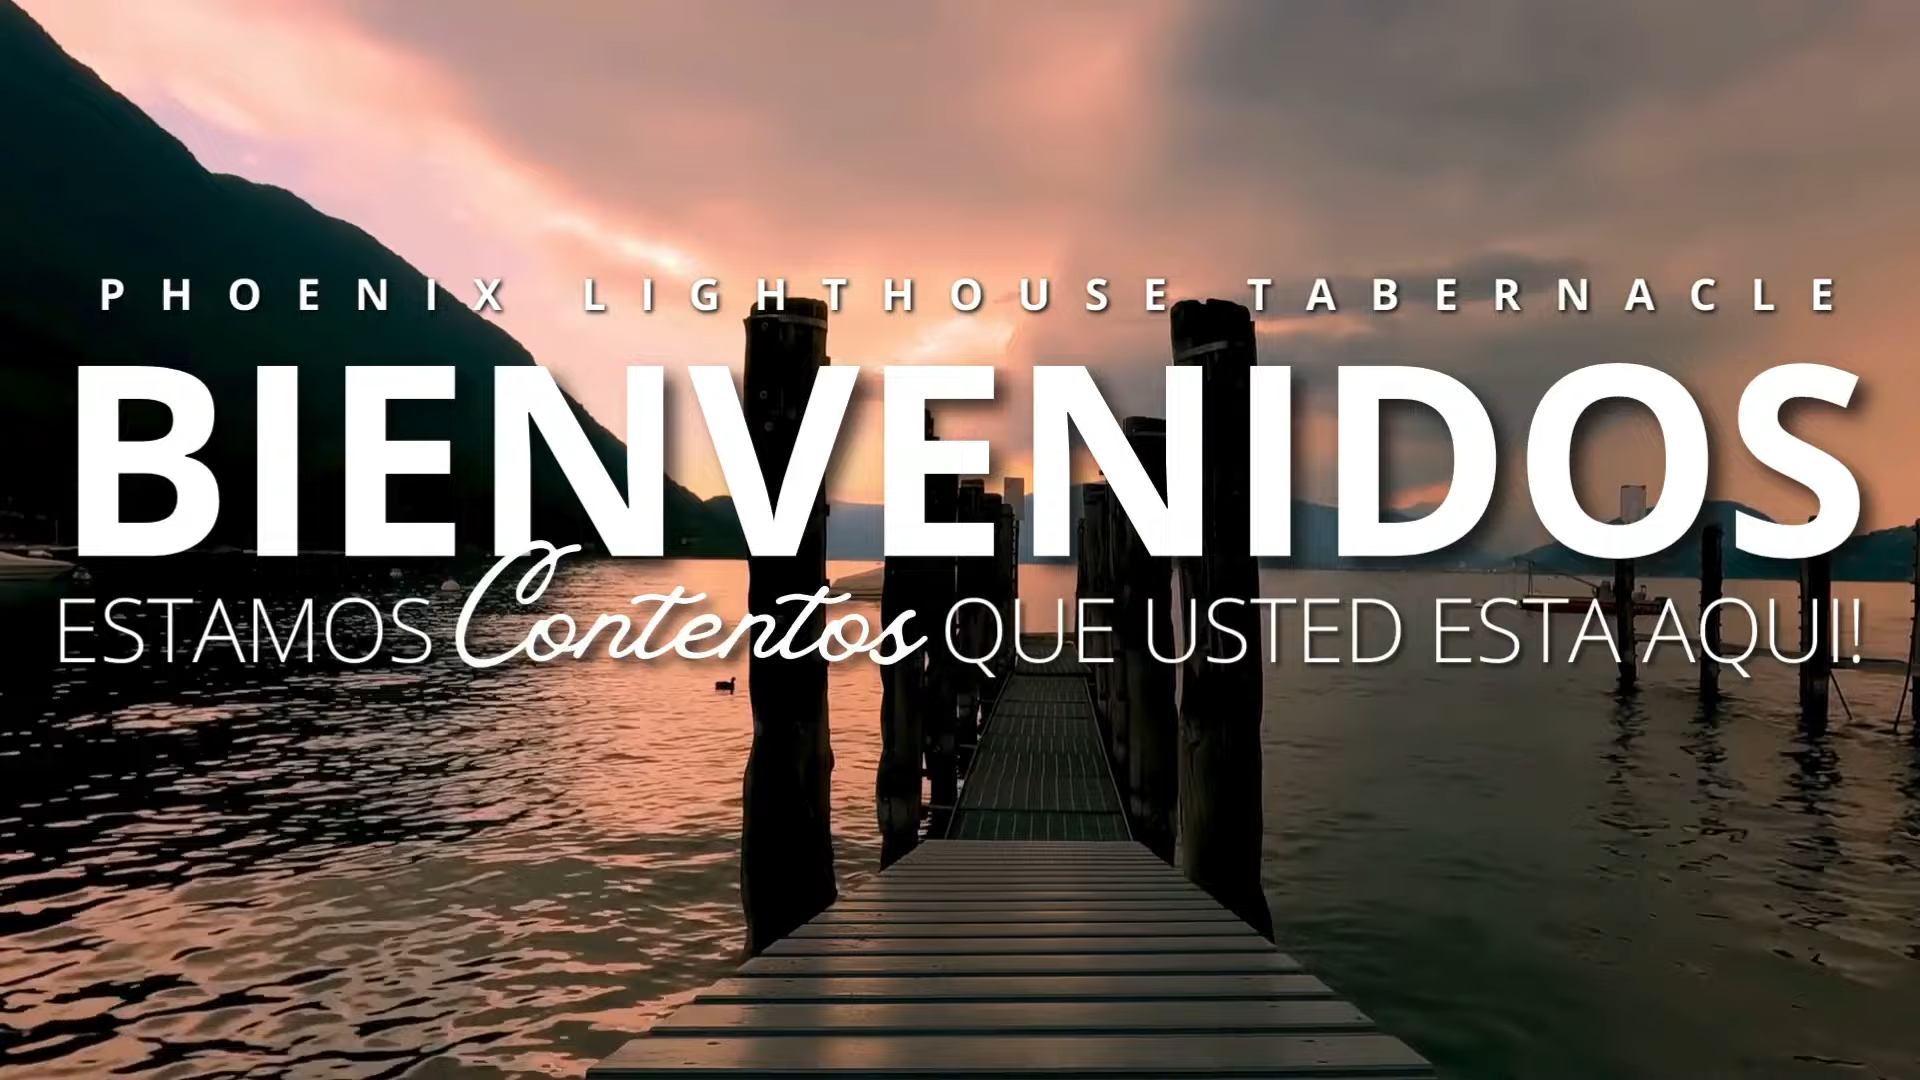 PHOENIX LIGHTHOUSE TABERNACLE
BIENVENIDOS
ESTAMOS Contentos QUE USTED ESTA AQUI!